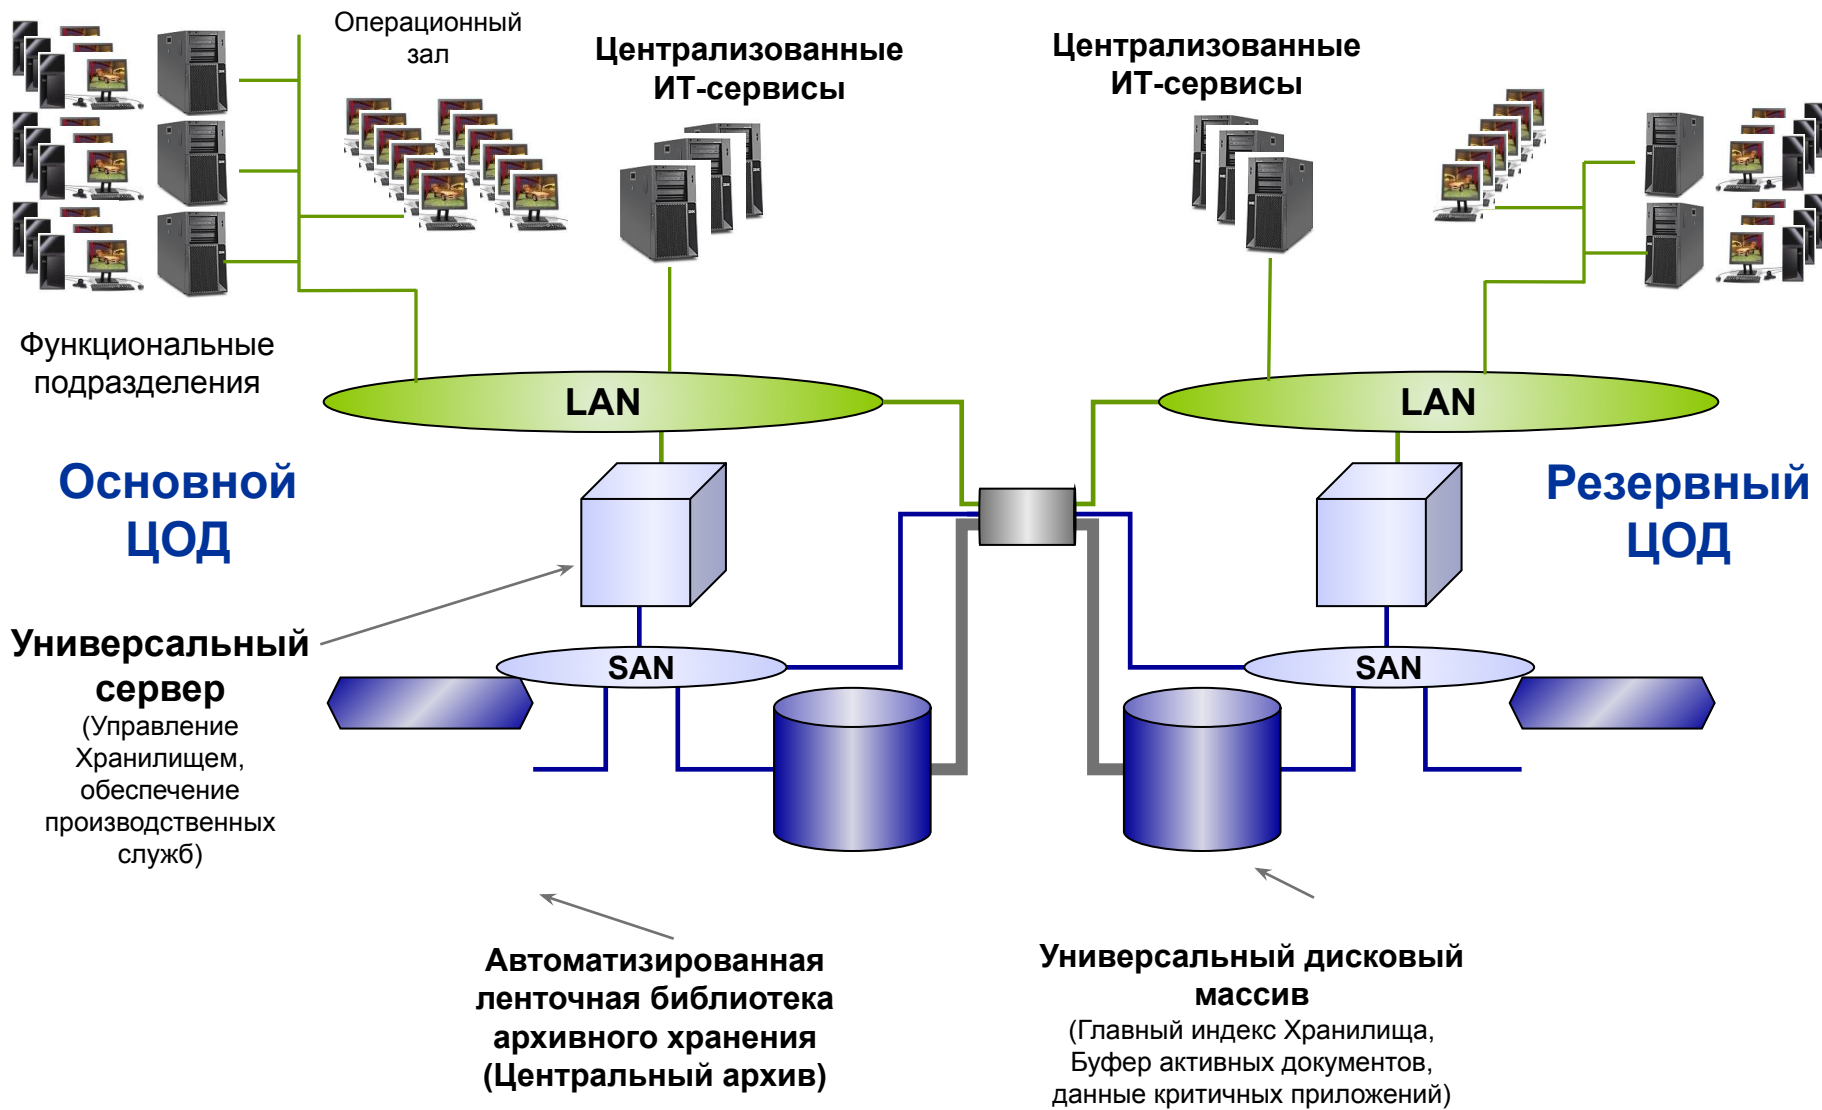 Операционный
зал
Централизованные
ИТ-сервисы
Централизованные
ИТ-сервисы
Функциональные
подразделения
LAN
LAN
Основной
ЦОД
Резервный
ЦОД
Универсальный
сервер
(Управление
Хранилищем,
обеспечение
производственных
служб)
SAN
SAN
Автоматизированная
ленточная библиотека
архивного хранения
(Центральный архив)
Универсальный дисковый
массив
(Главный индекс Хранилища,
Буфер активных документов,
данные критичных приложений)